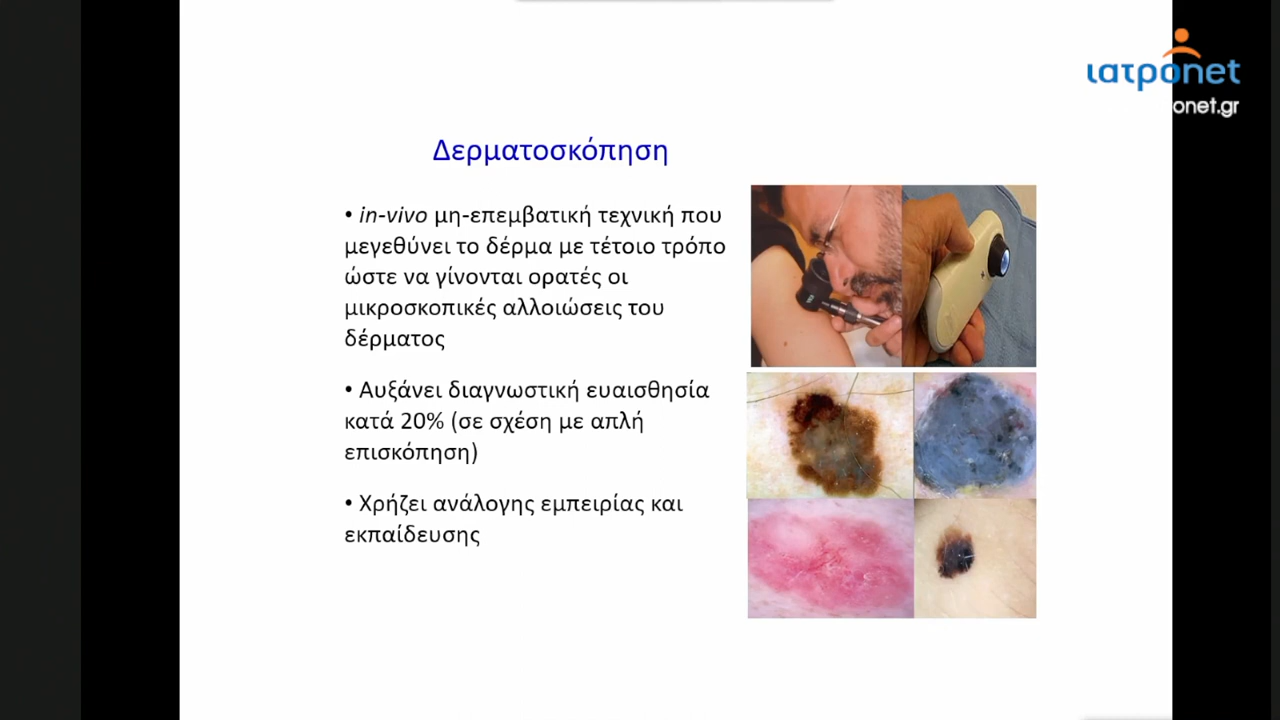 ιατροnet
onet.gr
Δερματοσκόπηση
• in-vivo μη-επεμβατική τεχνική που
μεγεθύνει το δέρμα με τέτοιο τρόπο
ώστε να γίνονται ορατές οι
μικροσκοπικές αλλοιώσεις του
δέρματος
• Αυξάνει διαγνωστική ευαισθησία
κατά 20% (σε σχέση με απλή
επισκόπηση)
• Χρήζει ανάλογης εμπειρίας και
εκπαίδευσης